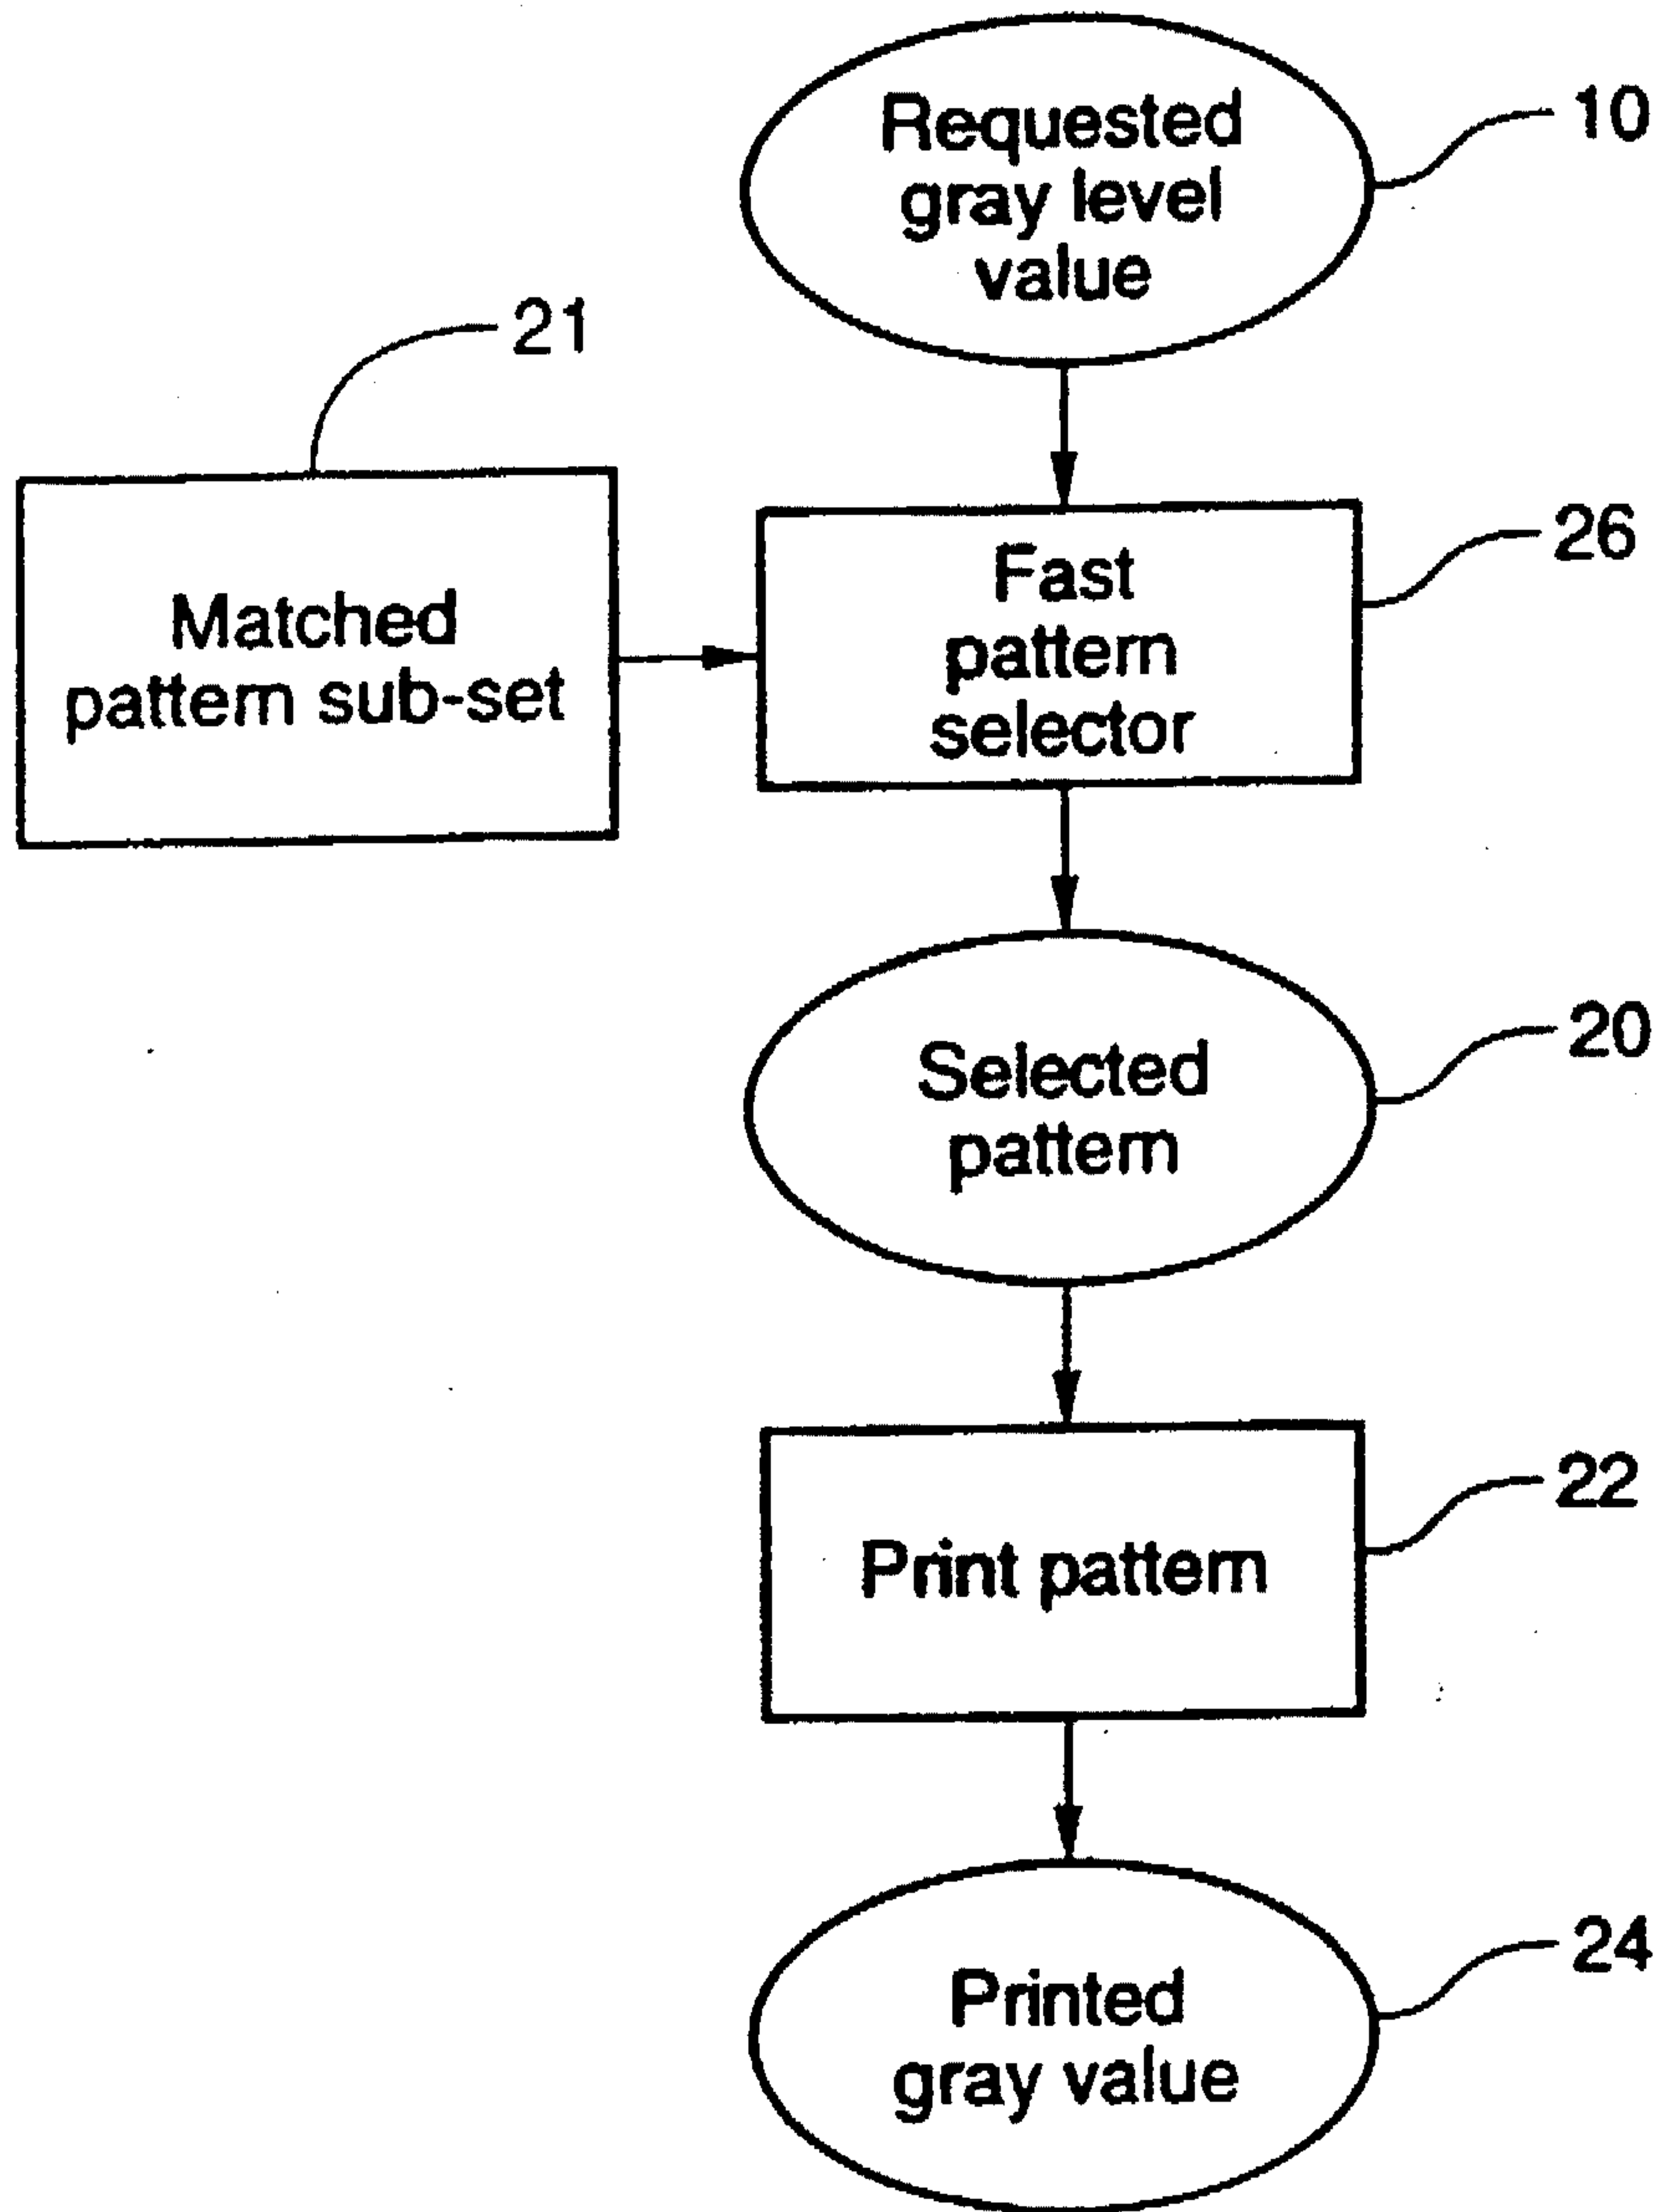 Requested
gray level
value
10
21
Matched
pattern sub-set
Fast
pattern
selector
26
Selected
pattern
20
Print pattern
22
Printed
gray value
24